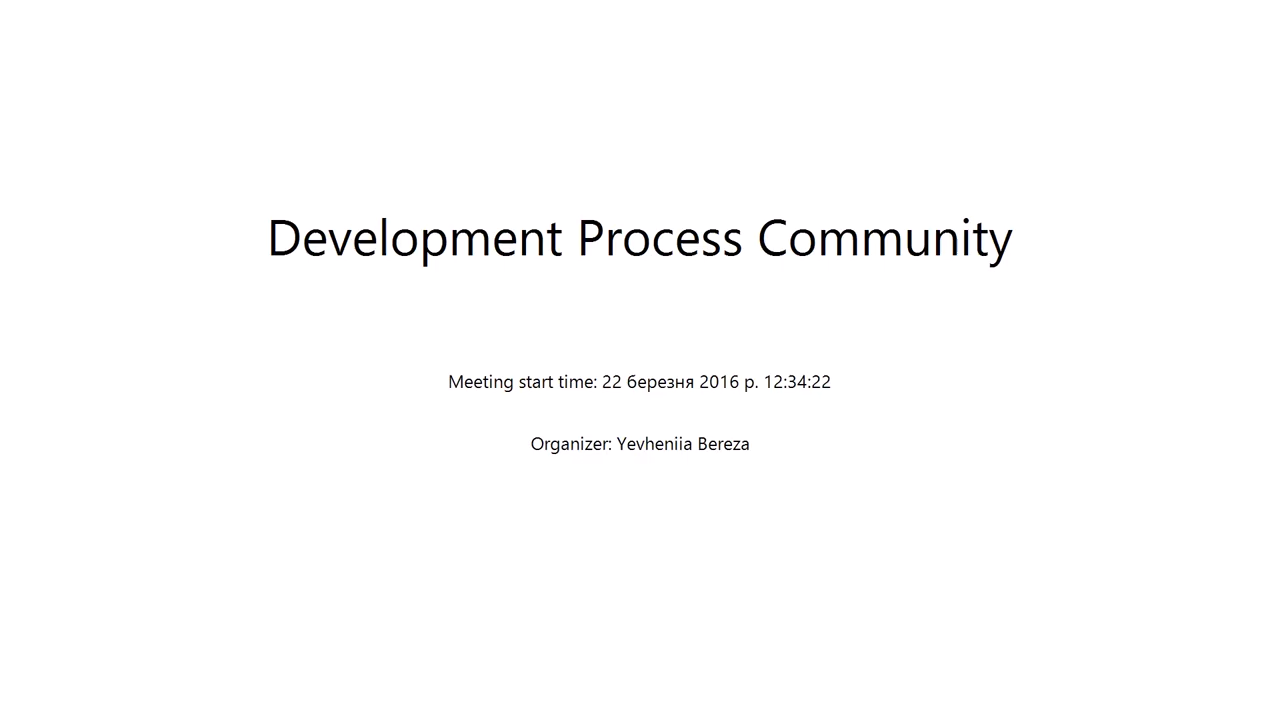 Development Process Community
Meeting start time: 22 березня 2016 р. 12:34:22
Organizer: Yevheniia Bereza